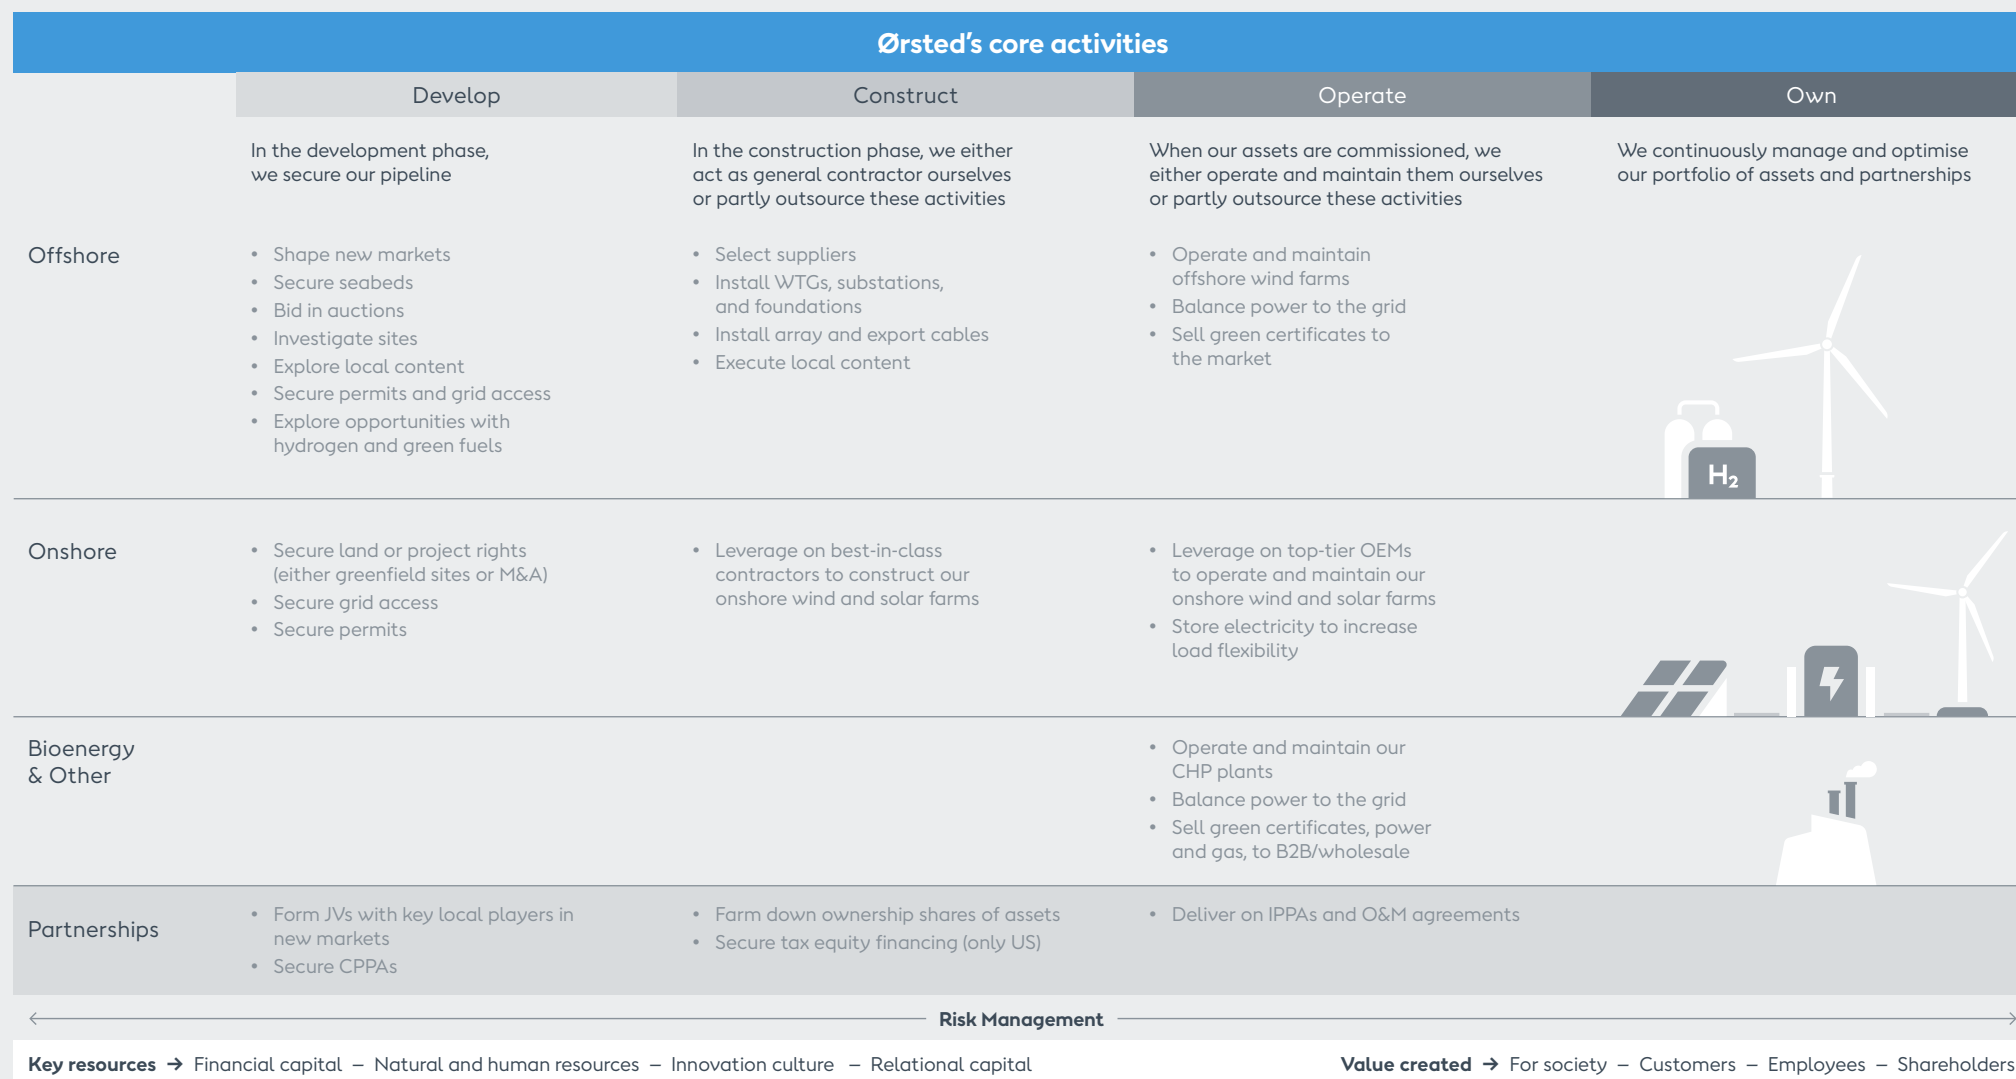 Ørsted's core activities
Develop
Construct
Operate
Own
In the development phase,
we secure our pipeline
In the construction phase, we either
act as general contractor ourselves
or partly outsource these activities
When our assets are commissioned, we
either operate and maintain them ourselves
or partly outsource these activities
We continuously manage and optimise
our portfolio of assets and partnerships
Offshore
• Shape new markets
• Secure seabeds
• Bid in auctions
• Investigate sites
• Explore local content
• Secure permits and grid access
• Explore opportunities with
hydrogen and green fuels
• Select suppliers
• Install WTGs, substations,
and foundations
• Install array and export cables
• Execute local content
• Operate and maintain
offshore wind farms
• Balance power to the grid
• Sell green certificates to
the market
H₂
Onshore
• Secure land or project rights
(either greenfield sites or M&A)
• Secure grid access
• Secure permits
• Leverage on best-in-class
contractors to construct our
onshore wind and solar farms
• Leverage on top-tier OEMs
to operate and maintain our
onshore wind and solar farms
• Store electricity to increase
load flexibility
Bioenergy
& Other
• Operate and maintain our
CHP plants
• Balance power to the grid
• Sell green certificates, power
and gas, to B2B/wholesale
Partnerships
• Form JVs with key local players in
new markets
• Secure CPPAs
• Farm down ownership shares of assets
• Secure tax equity financing (only US)
• Deliver on IPPAs and O&M agreements
Risk Management
Key resources → Financial capital – Natural and human resources – Innovation culture – Relational capital
Value created → For society – Customers – Employees – Shareholders